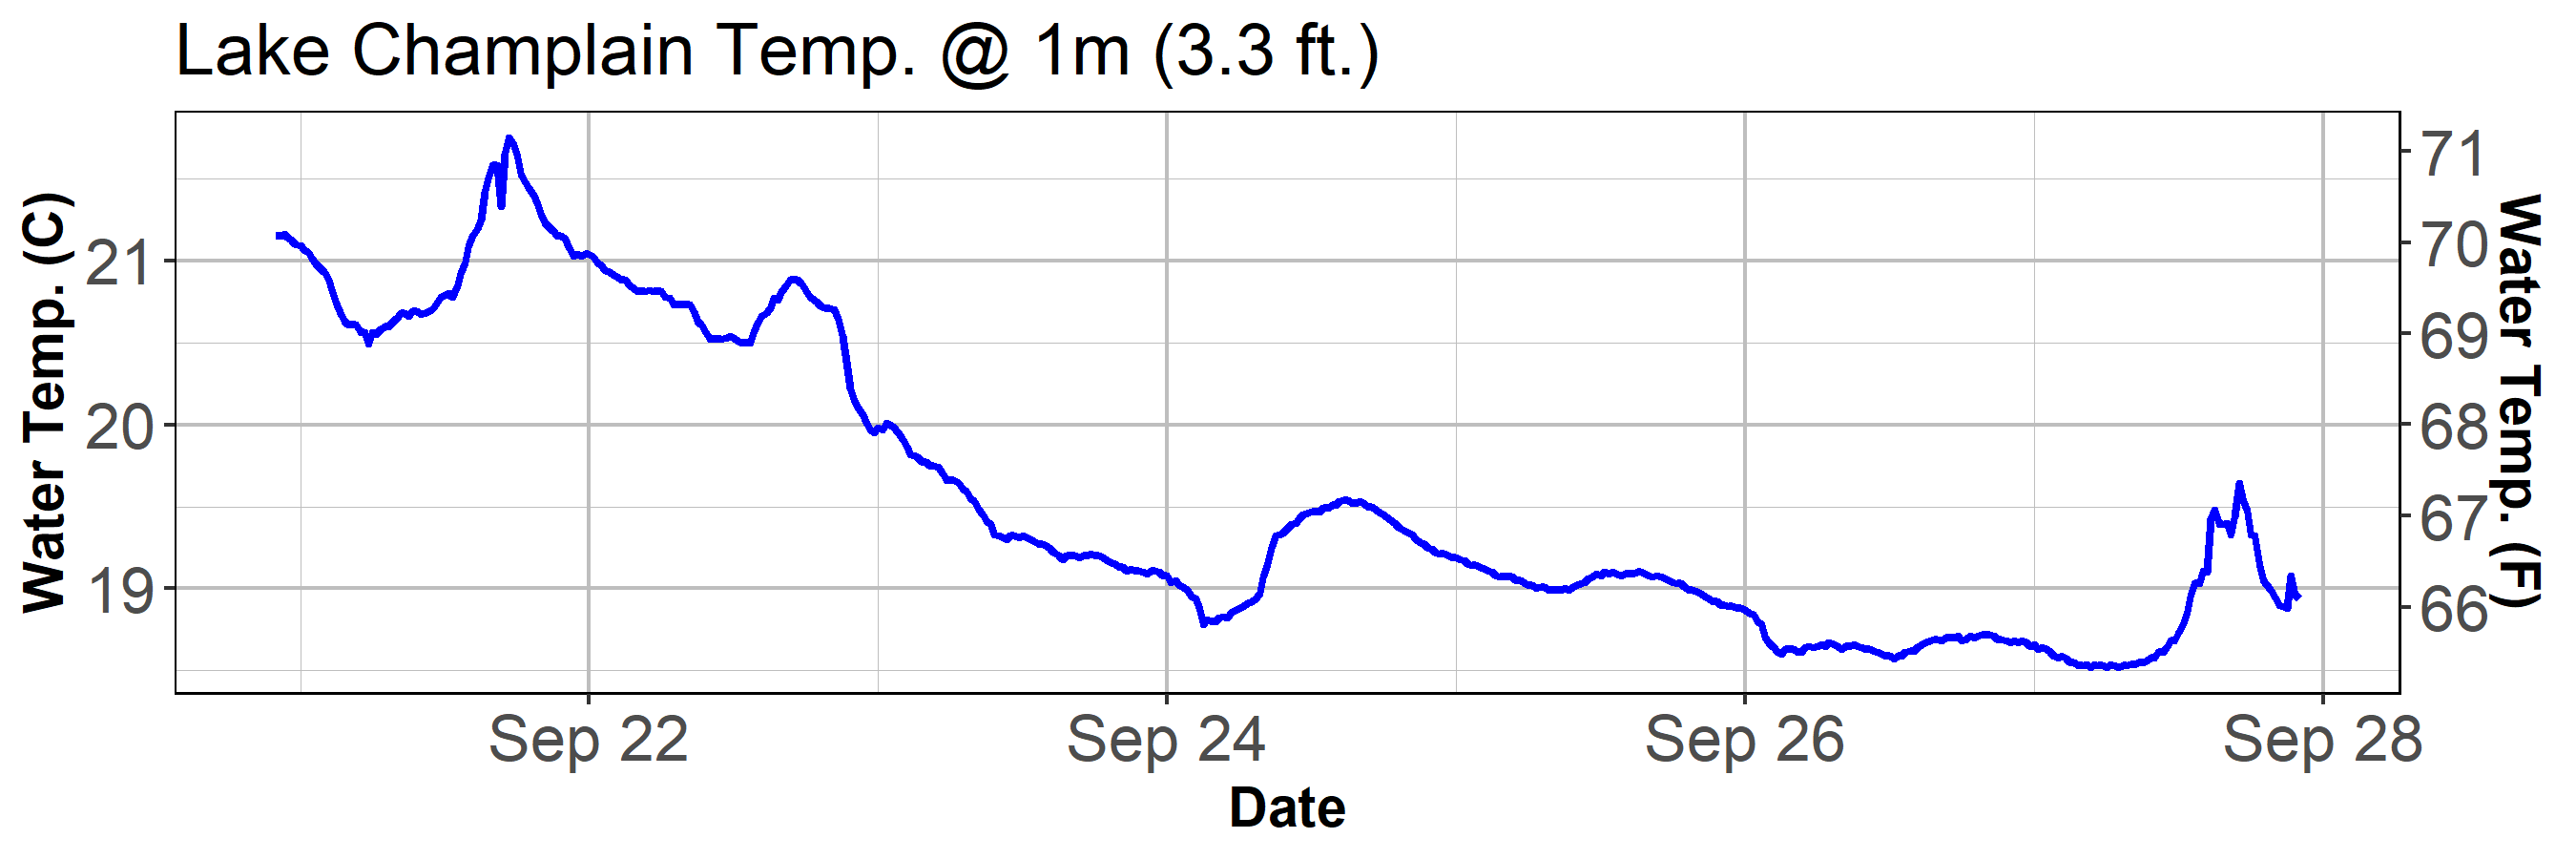 Lake Champlain Temp. @ 1m (3.3 ft.)
Water Temp. (C)
21
20
19
71
70
69
68
67
66
Water Temp. (F)
Sep 22
Sep 24
Sep 26
Sep 28
Date